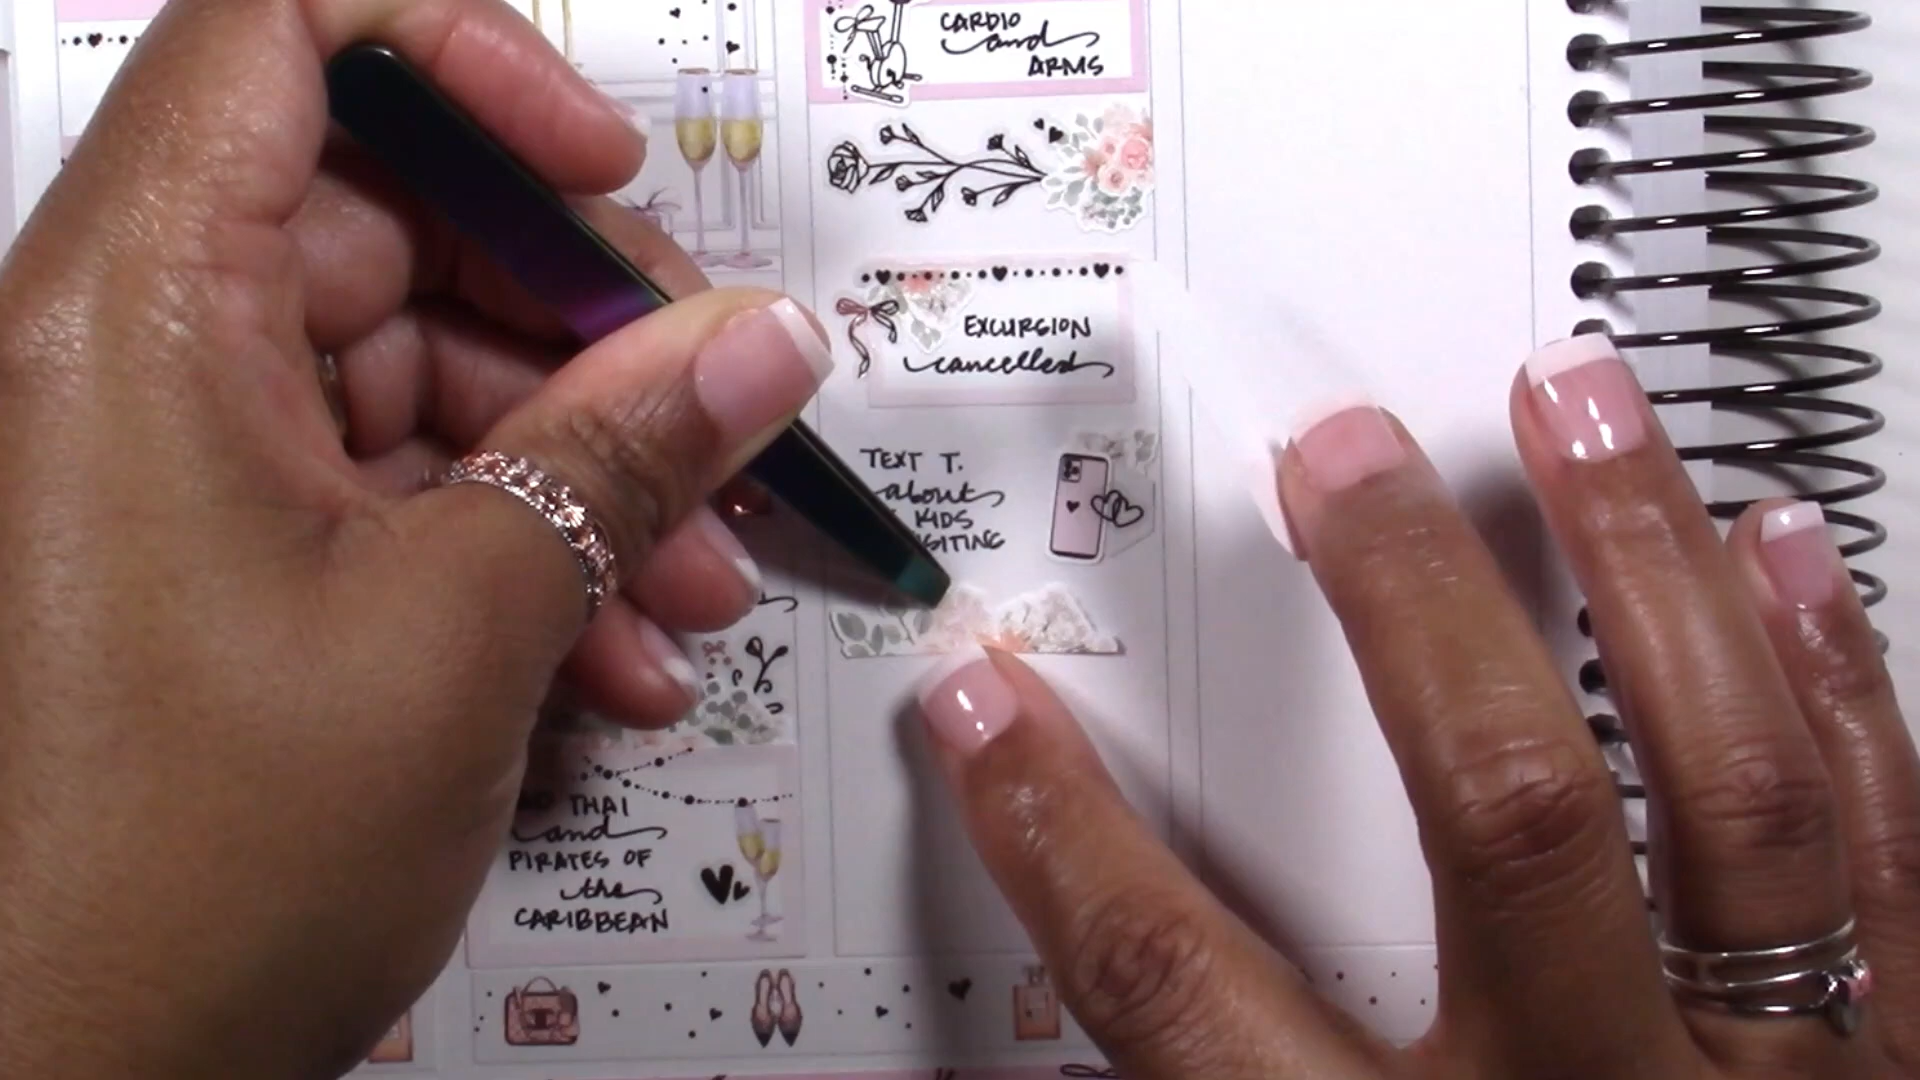 CARDIO
and
ARMS
EXCURSION
cancelled
TEXT T.
about
KIDS
THAI
and
PIRATES OF
the
CARIBBEAN